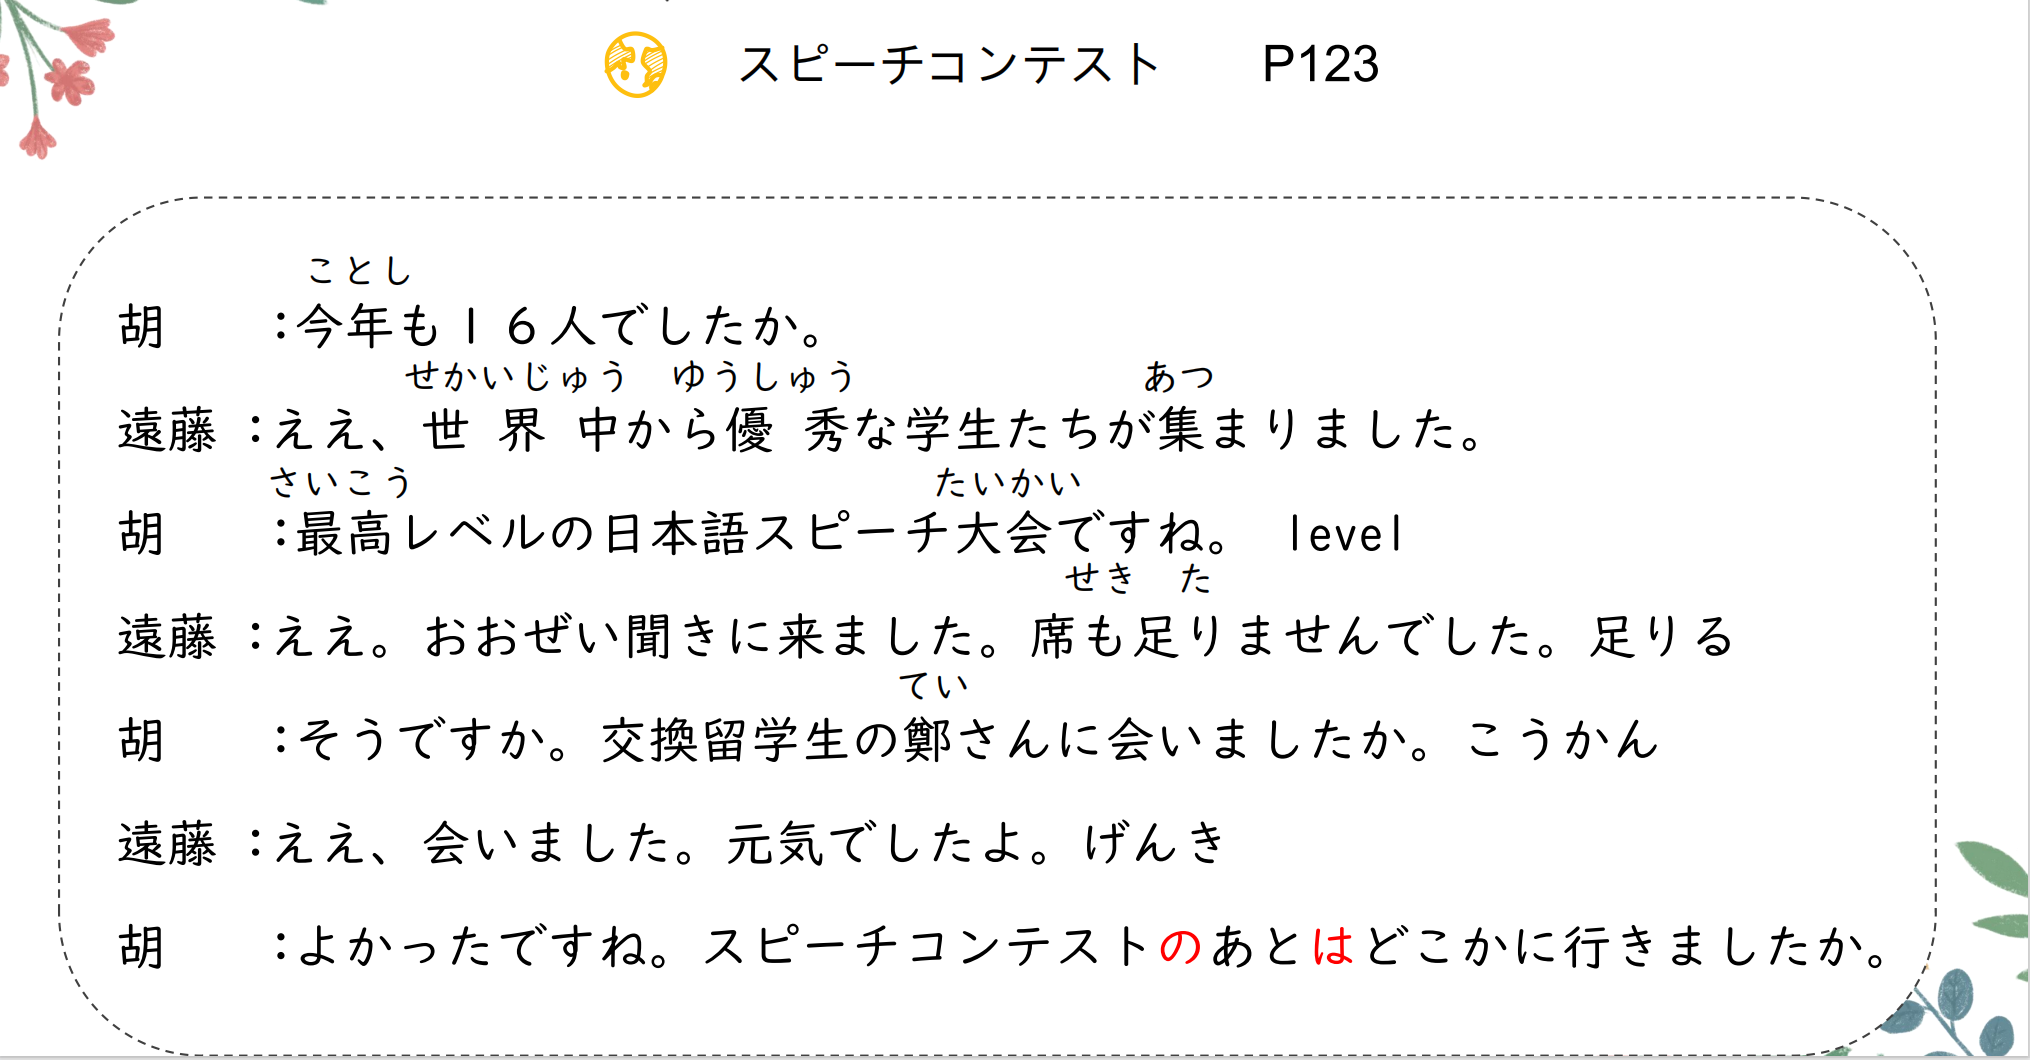 スピーチコンテスト P123
ことし
胡 :今年も16人でしたか。
せかいじゅう ゆうしゅう あつ
遠藤 :ええ、世 界 中から優 秀な学生たちが集まりました。
さいこう たいかい
胡 :最高レベルの日本語スピーチ大会ですね。 level
せき た
遠藤 :ええ。おおぜい聞きに来ました。席も足りませんでした。足りる
てい
胡 :そうですか。交換留学生の鄭さんに会いましたか。こうかん
遠藤 :ええ、会いました。元気でしたよ。げんき
胡 :よかったですね。スピーチコンテストのあとはどこかに行きましたか。